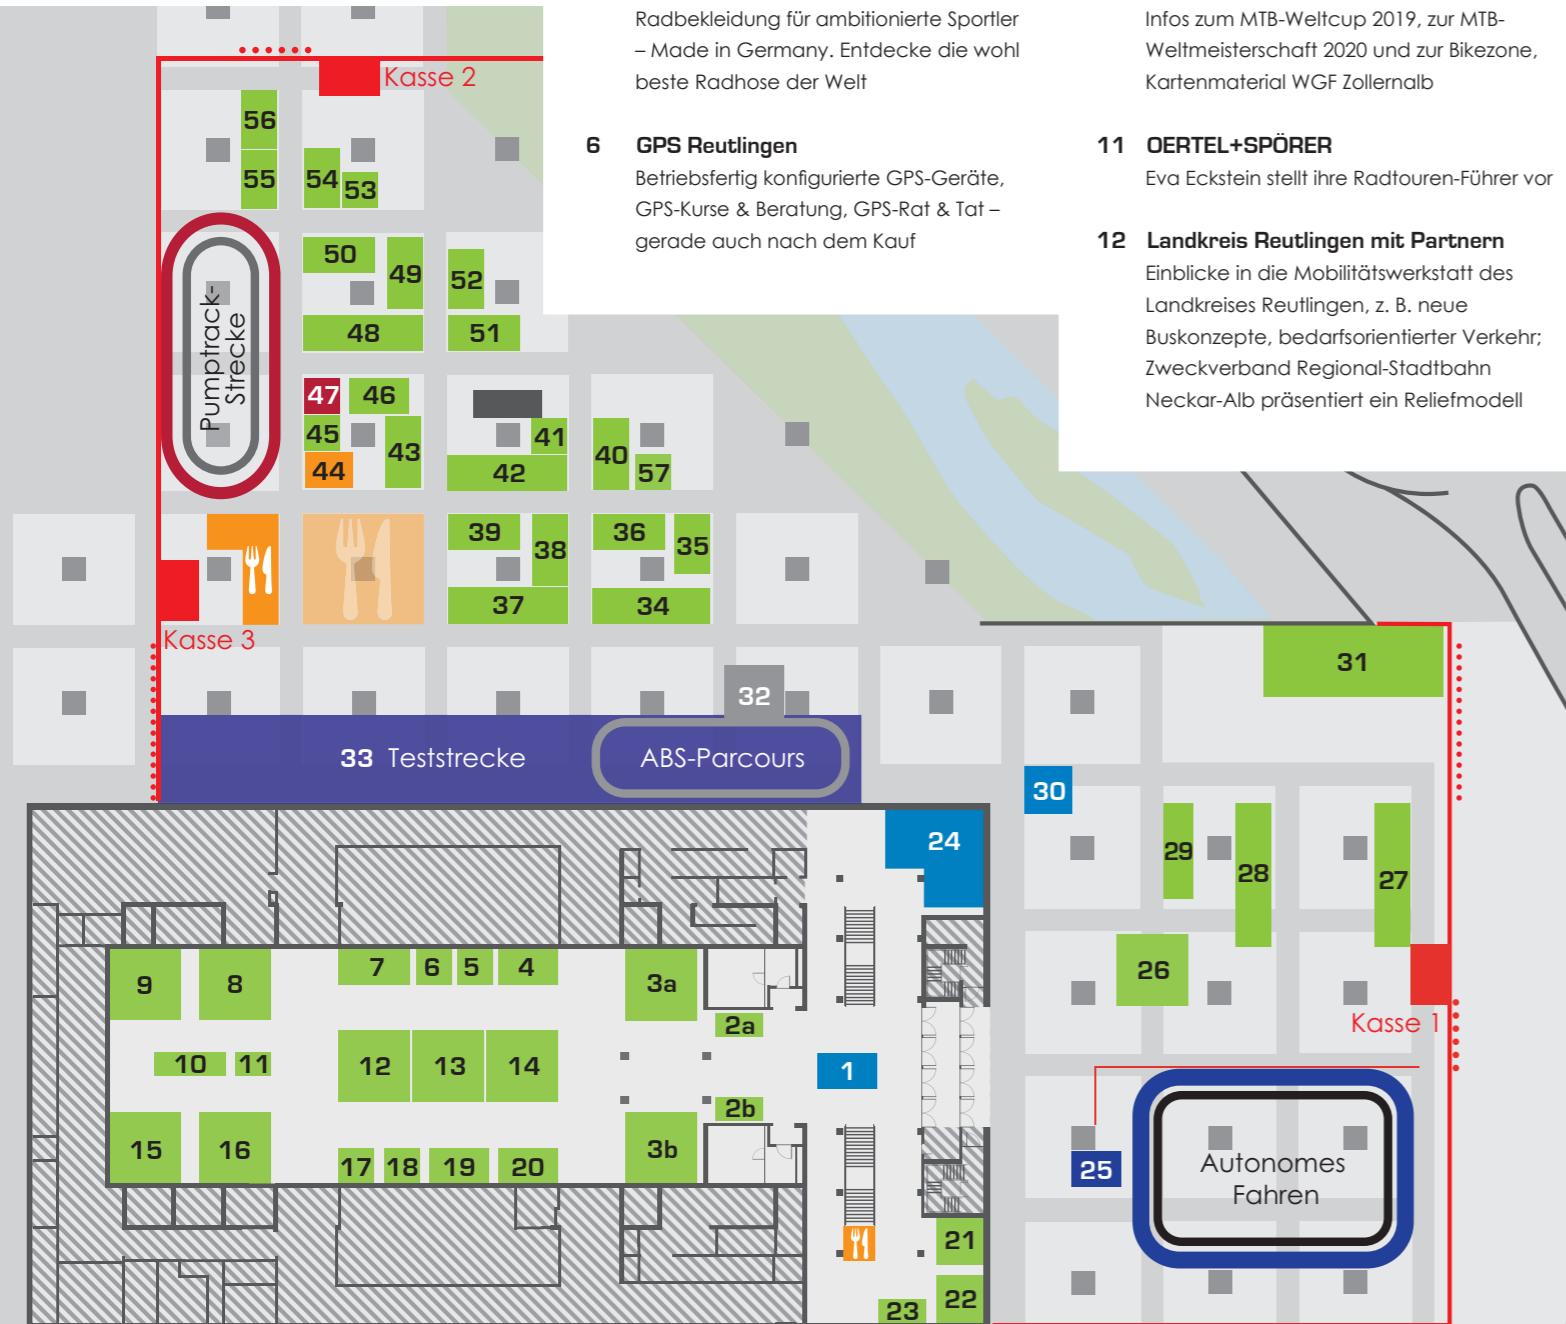 Radbekleidung für ambitionierte Sportler
– Made in Germany. Entdecke die wohl
beste Radhose der Welt
6 GPS Reutlingen
Betriebsfertig konfigurierte GPS-Geräte,
GPS-Kurse & Beratung, GPS-Rat & Tat –
gerade auch nach dem Kauf
Infos zum MTB-Weltcup 2019, zur MTB-
Weltmeisterschaft 2020 und zur Bikezone,
Kartenmaterial WGF Zollernalb
11 OERTEL+SPÖRER
Eva Eckstein stellt ihre Radtouren-Führer vor
12 Landkreis Reutlingen mit Partnern
Einblicke in die Mobilitätswerkstatt des
Landkreises Reutlingen, z. B. neue
Buskonzepte, bedarfsorientierter Verkehr;
Zweckverband Regional-Stadtbahn
Neckar-Alb präsentiert ein Reliefmodell
Kasse 2
56
55
54
53
50
49
52
48
51
Pumptrack-
Strecke
47
46
45
44
43
41
42
40
57
39
38
37
36
35
34
Kasse 3
31
32
33 Teststrecke
ABS-Parcours
30
24
29
28
27
26
Kasse 1
9
8
7
6
5
4
3a
2a
10
11
12
13
14
1
2b
15
16
17
18
19
20
3b
25
Autonomes
Fahren
21
22
23